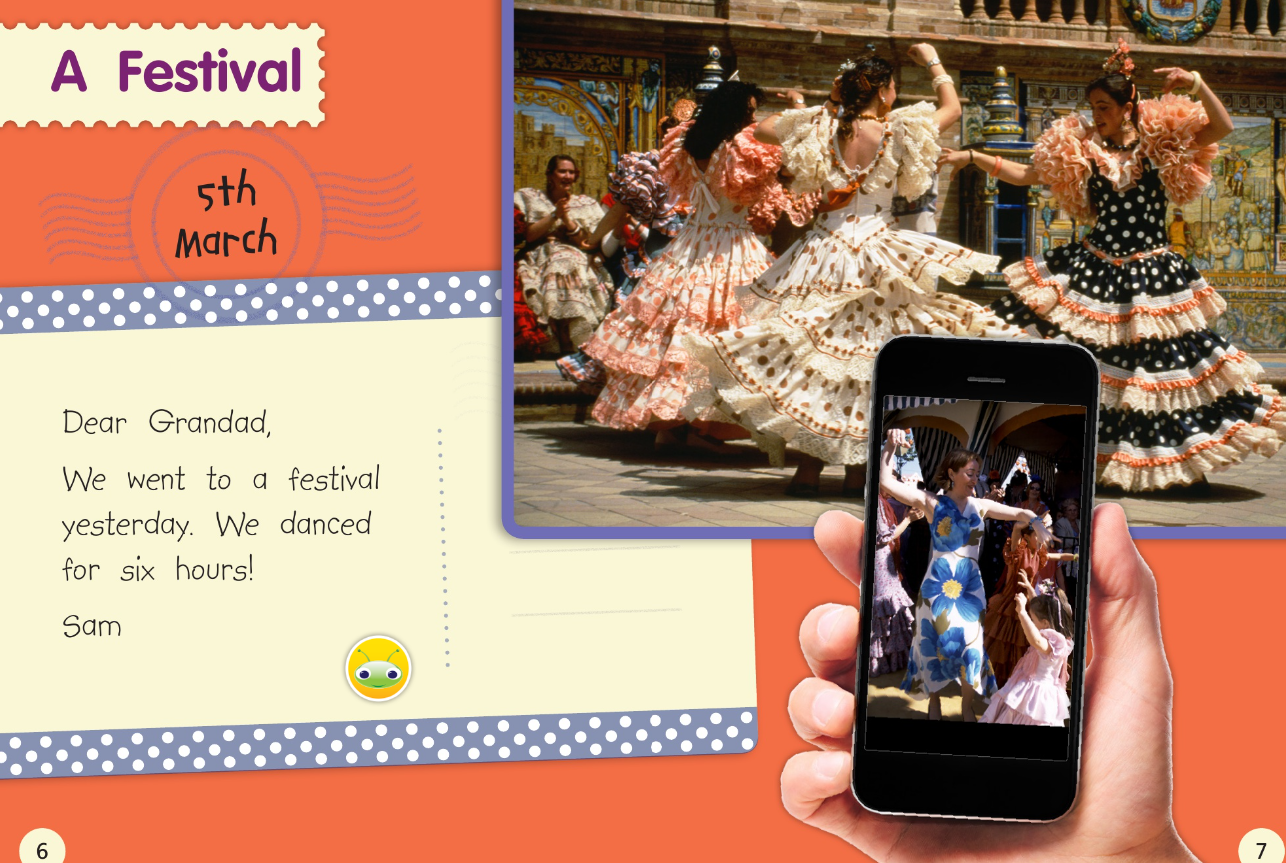 A Festival
5th
March
Dear Grandad,
We went to a festival
yesterday. We danced
for six hours!
Sam
6
7